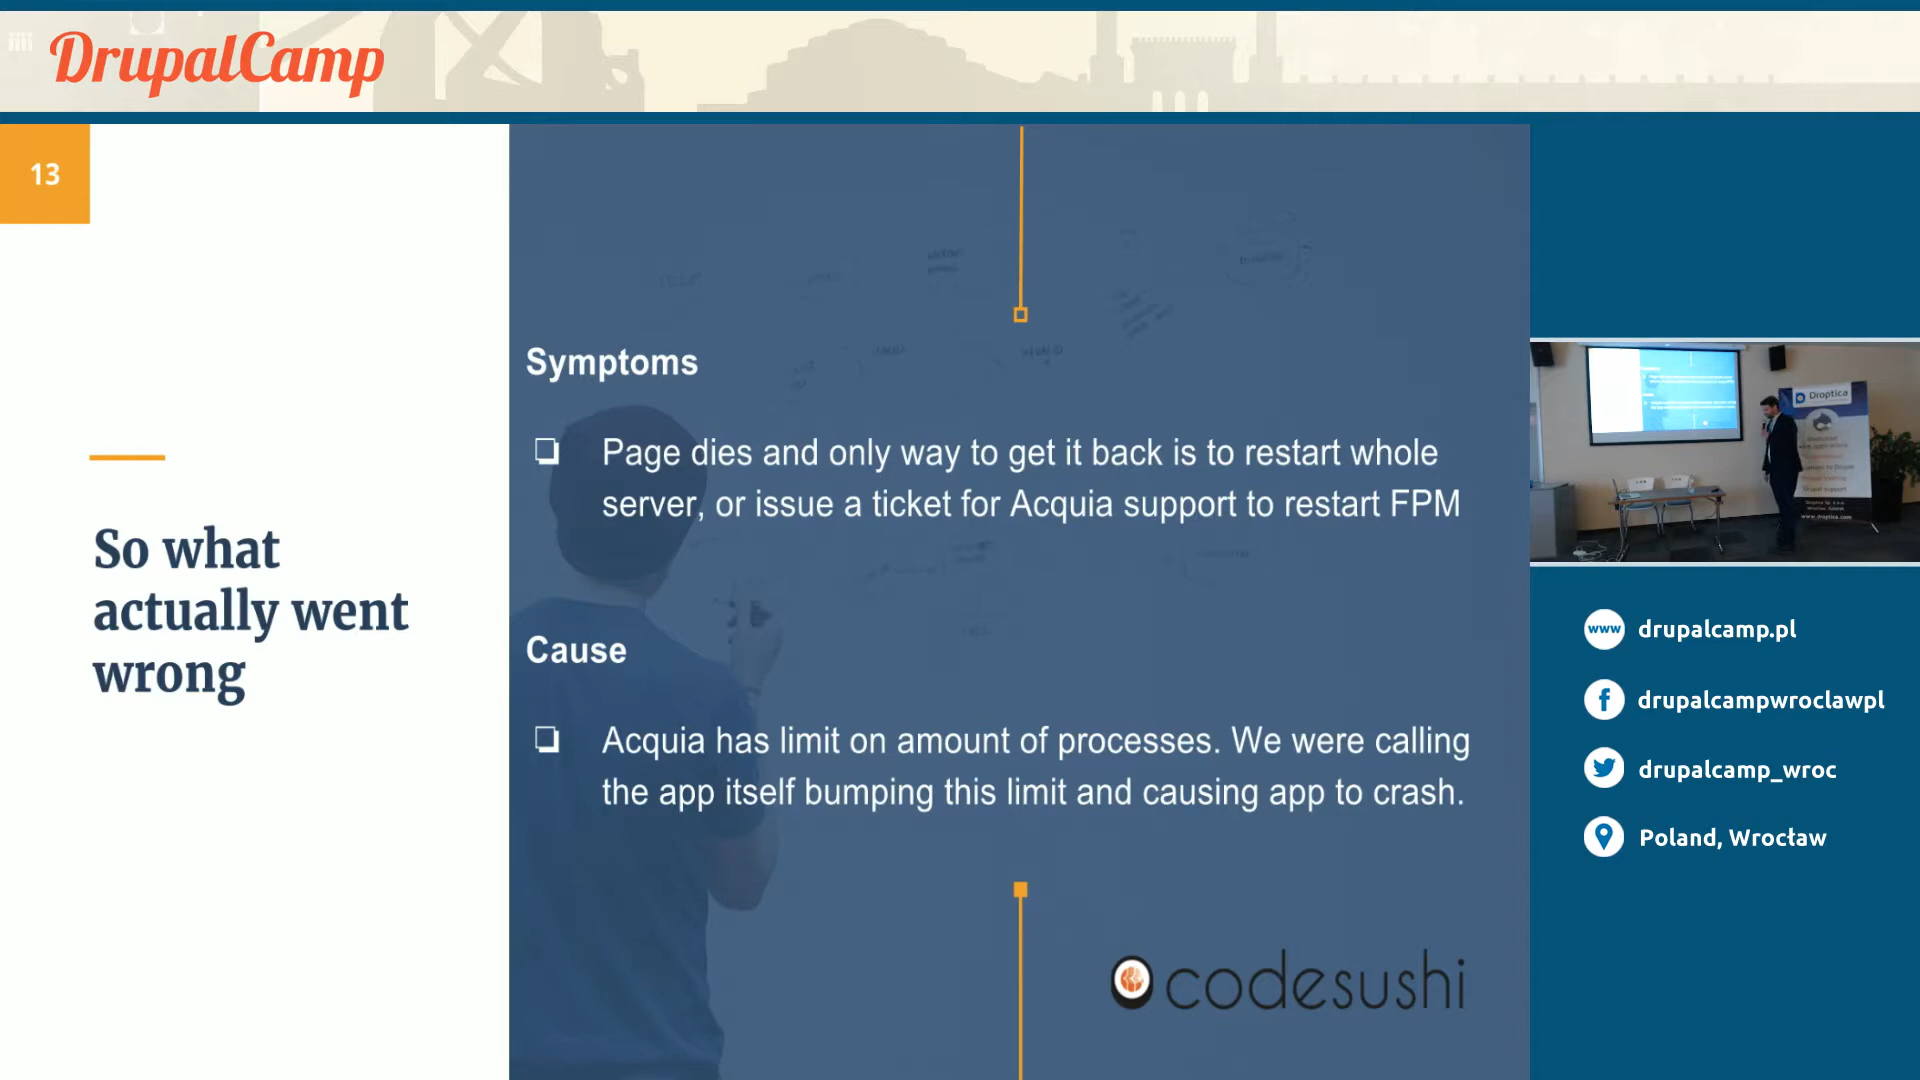 DrupalCamp
13
So what
actually went
wrong
Symptoms
❏ Page dies and only way to get it back is to restart whole
server, or issue a ticket for Acquia support to restart FPM
Cause
❏ Acquia has limit on amount of processes. We were calling
the app itself bumping this limit and causing app to crash.
codesushi
Droptica
www drupalcamp.pl
drupalcampwroclawpl
drupalcamp_wroc
Poland, Wrocław